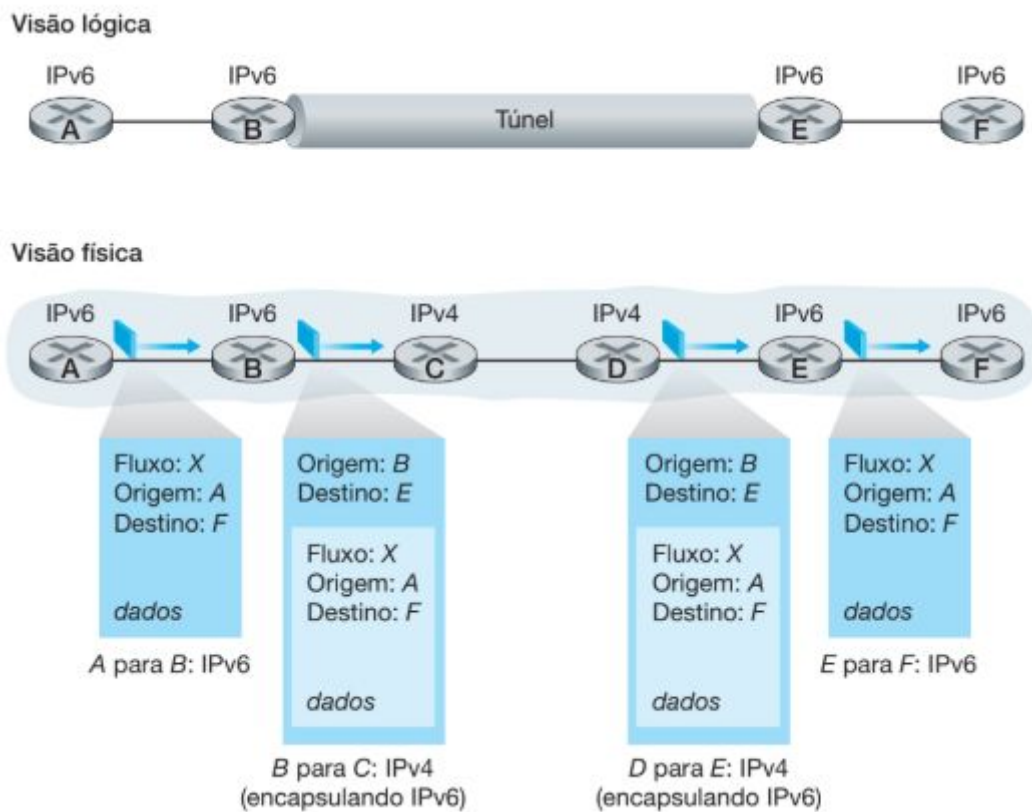 Visão lógica
IPv6 IPv6 IPv6 IPv6
A B Túnel E F
Visão física
IPv6 IPv6 IPv4 IPv4 IPv6 IPv6
A B C D E F
Fluxo: X
Origem: A
Destino: F
dados
A para B: IPv6
Origem: B
Destino: E
Fluxo: X
Origem: A
Destino: F
dados
B para C: IPv4
(encapsulando IPv6)
Origem: B
Destino: E
Fluxo: X
Origem: A
Destino: F
dados
D para E: IPv4
(encapsulando IPv6)
Fluxo: X
Origem: A
Destino: F
dados
E para F: IPv6